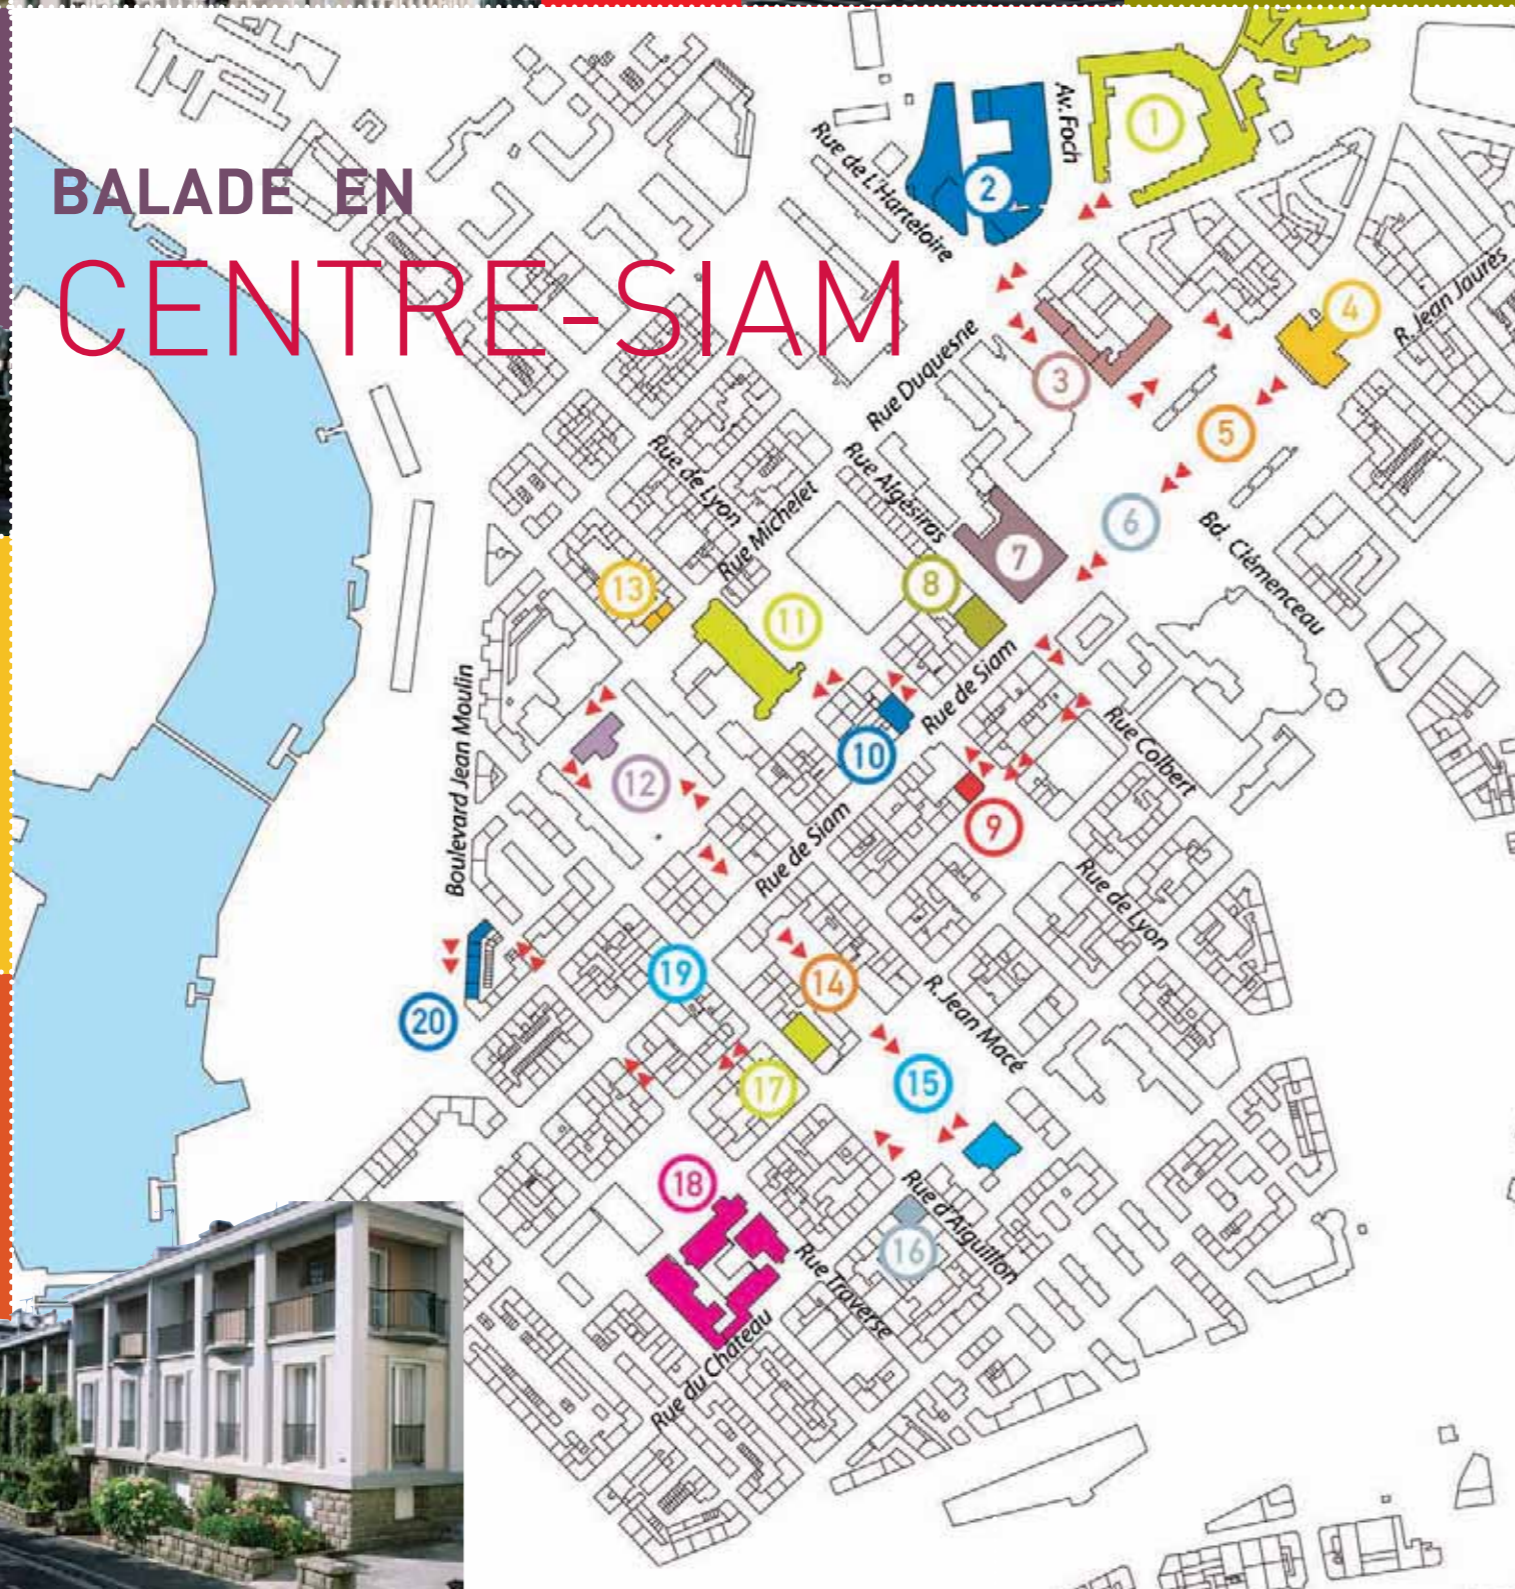 BALADE EN
CENTRE-SIAM
Av. Foch
1
Rue de L'Harteloire
2
R. Jean Jaurès
4
Rue Duquesne
3
5
Rue de Lyon
Rue Michelet
Rue Algésiras
6
Bd. Clémenceau
7
8
13
11
Rue de Siam
Boulevard Jean Moulin
10
Rue Colbert
12
9
Rue de Siam
Rue de Lyon
19
14
R. Jean Macé
20
17
15
18
Rue d'Aiguillon
16
Rue Traverse
Rue du Château